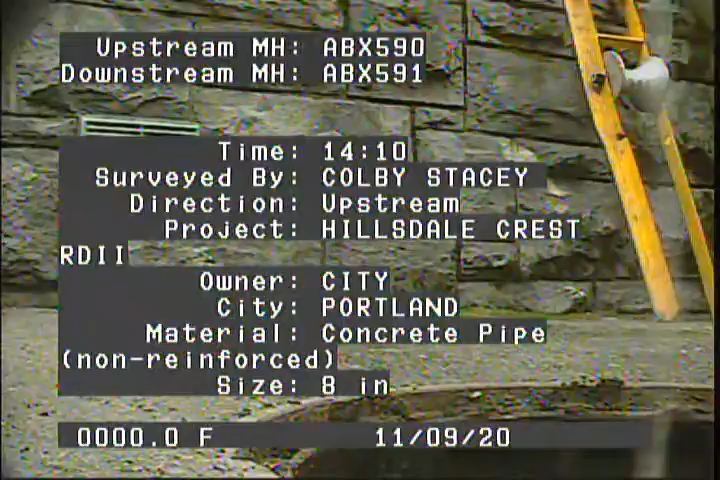 Upstream MH: ABX590
Downstream MH: ABX591
Time: 14:10
Surveyed By: COLBY STACEY
Direction: Upstream
Project: HILLSDALE CREST
RDII
Owner: CITY
City: PORTLAND
Material: Concrete Pipe
(non-reinforced)
Size: 8 in
0000.0 F 11/09/20